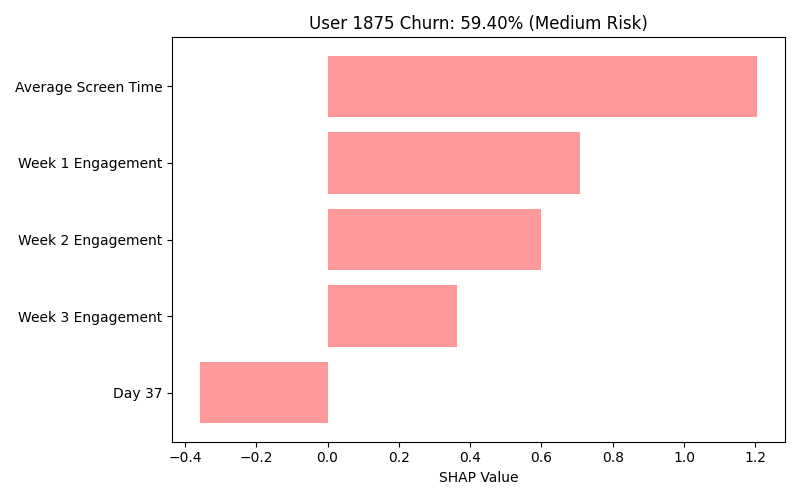 User 1875 Churn: 59.40% (Medium Risk)
Average Screen Time
Week 1 Engagement
Week 2 Engagement
Week 3 Engagement
Day 37
−0.4 −0.2 0.0 0.2 0.4 0.6 0.8 1.0 1.2
SHAP Value